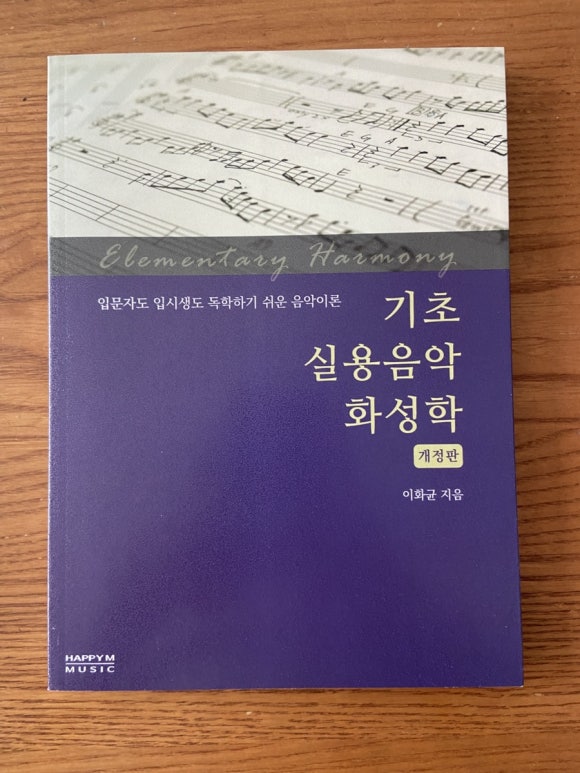 Elementary Harmony
입문자도 입시생도 독학하기 쉬운 음악이론
기초
실용음악
화성학
개정판
이화균 지음
HAPPY M
MUSIC